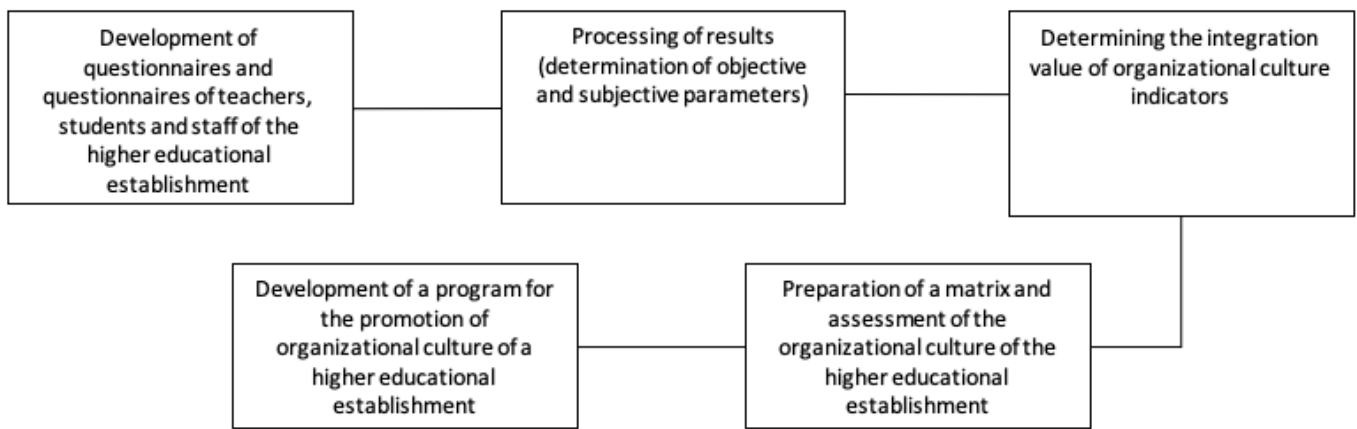 Development of
questionnaires and
questionnaires of teachers,
students and staff of the
higher educational
establishment
Processing of results
(determination of objective
and subjective parameters)
Determining the integration
value of organizational culture
indicators
Development of a program for
the promotion of
organizational culture of a
higher educational
establishment
Preparation of a matrix and
assessment of the
organizational culture of the
higher educational
establishment